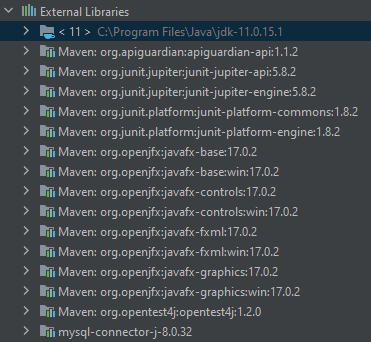 External Libraries
< 11 > C:\Program Files\Java\jdk-11.0.15.1
Maven: org.apiguardian:apiguardian-api:1.1.2
Maven: org.junit.jupiter:junit-jupiter-api:5.8.2
Maven: org.junit.jupiter:junit-jupiter-engine:5.8.2
Maven: org.junit.platform:junit-platform-commons:1.8.2
Maven: org.junit.platform:junit-platform-engine:1.8.2
Maven: org.openjfx:javafx-base:17.0.2
Maven: org.openjfx:javafx-base:win:17.0.2
Maven: org.openjfx:javafx-controls:17.0.2
Maven: org.openjfx:javafx-controls:win:17.0.2
Maven: org.openjfx:javafx-fxml:17.0.2
Maven: org.openjfx:javafx-fxml:win:17.0.2
Maven: org.openjfx:javafx-graphics:17.0.2
Maven: org.openjfx:javafx-graphics:win:17.0.2
Maven: org.opentest4j:opentest4j:1.2.0
mysql-connector-j-8.0.32